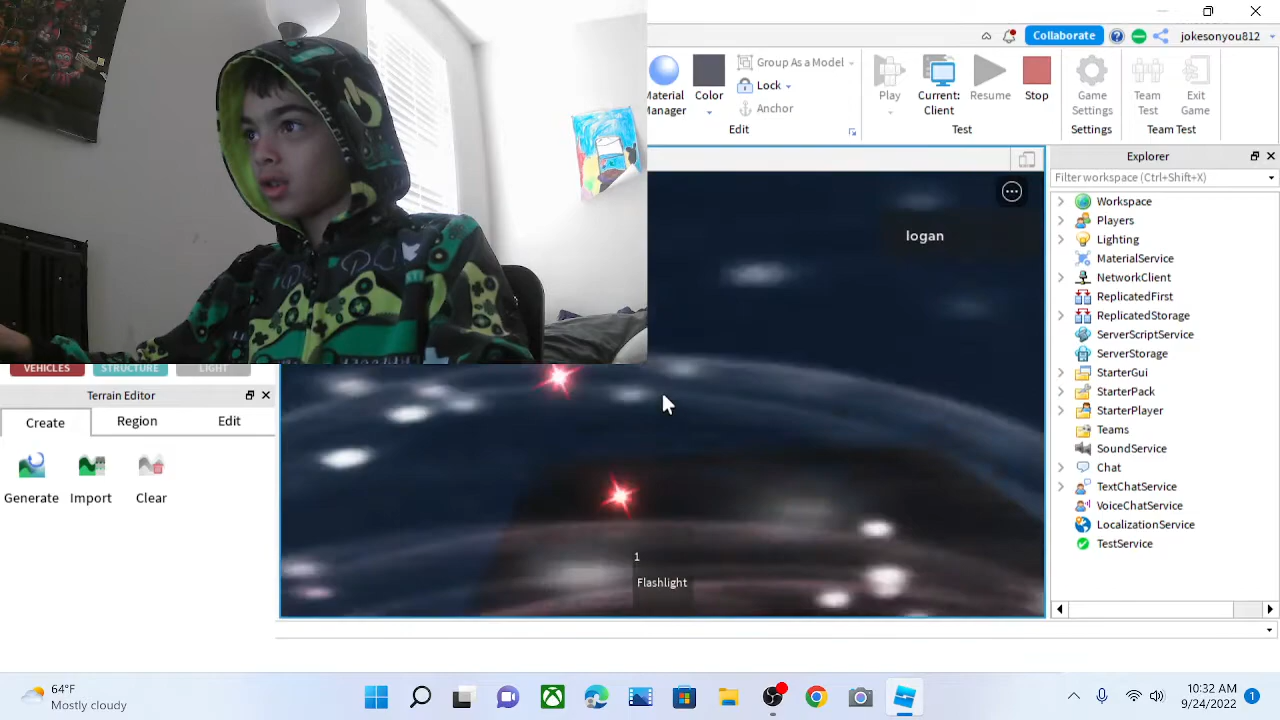 Collaborate
jokesonyou812
Material
Manager
Color
Group As a Model
Lock
Anchor
Edit
Play
Current:
Client
Resume
Stop
Test
Game
Settings
Settings
Team
Test
Exit
Game
Team Test
Explorer
Filter workspace (Ctrl+Shift+X)
Workspace
Players
Lighting
MaterialService
NetworkClient
ReplicatedFirst
ReplicatedStorage
ServerScriptService
ServerStorage
StarterGui
StarterPack
StarterPlayer
Teams
SoundService
Chat
TextChatService
VoiceChatService
LocalizationService
TestService
logan
1
Flashlight
VEHICLES
STRUCTURE
LIGHT
Terrain Editor
Create
Region
Edit
Generate
Import
Clear
64°F
Mostly cloudy
10:32 AM
9/24/2022
1